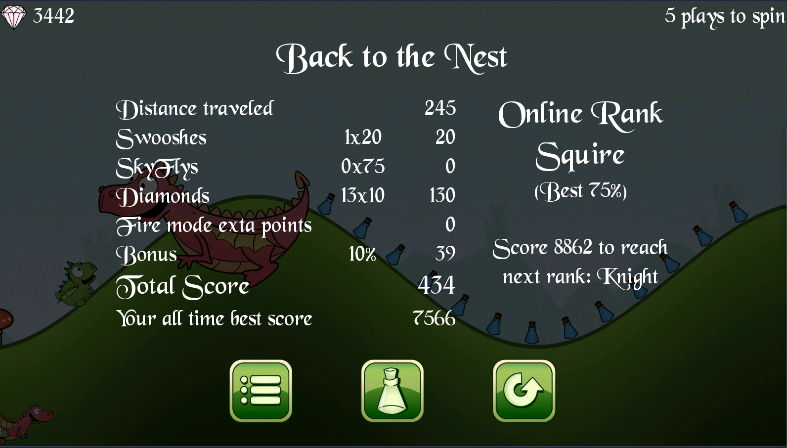 3442
5 plays to spin
Back to the Nest
Distance traveled 245
Swooshes 1x20 20
SkyFlys 0x75 0
Diamonds 13x10 130
Fire mode exta points 0
Bonus 10% 39
Total Score 434
Your all time best score 7566
Online Rank
Squire
(Best 75%)
Score 8862 to reach
next rank: Knight